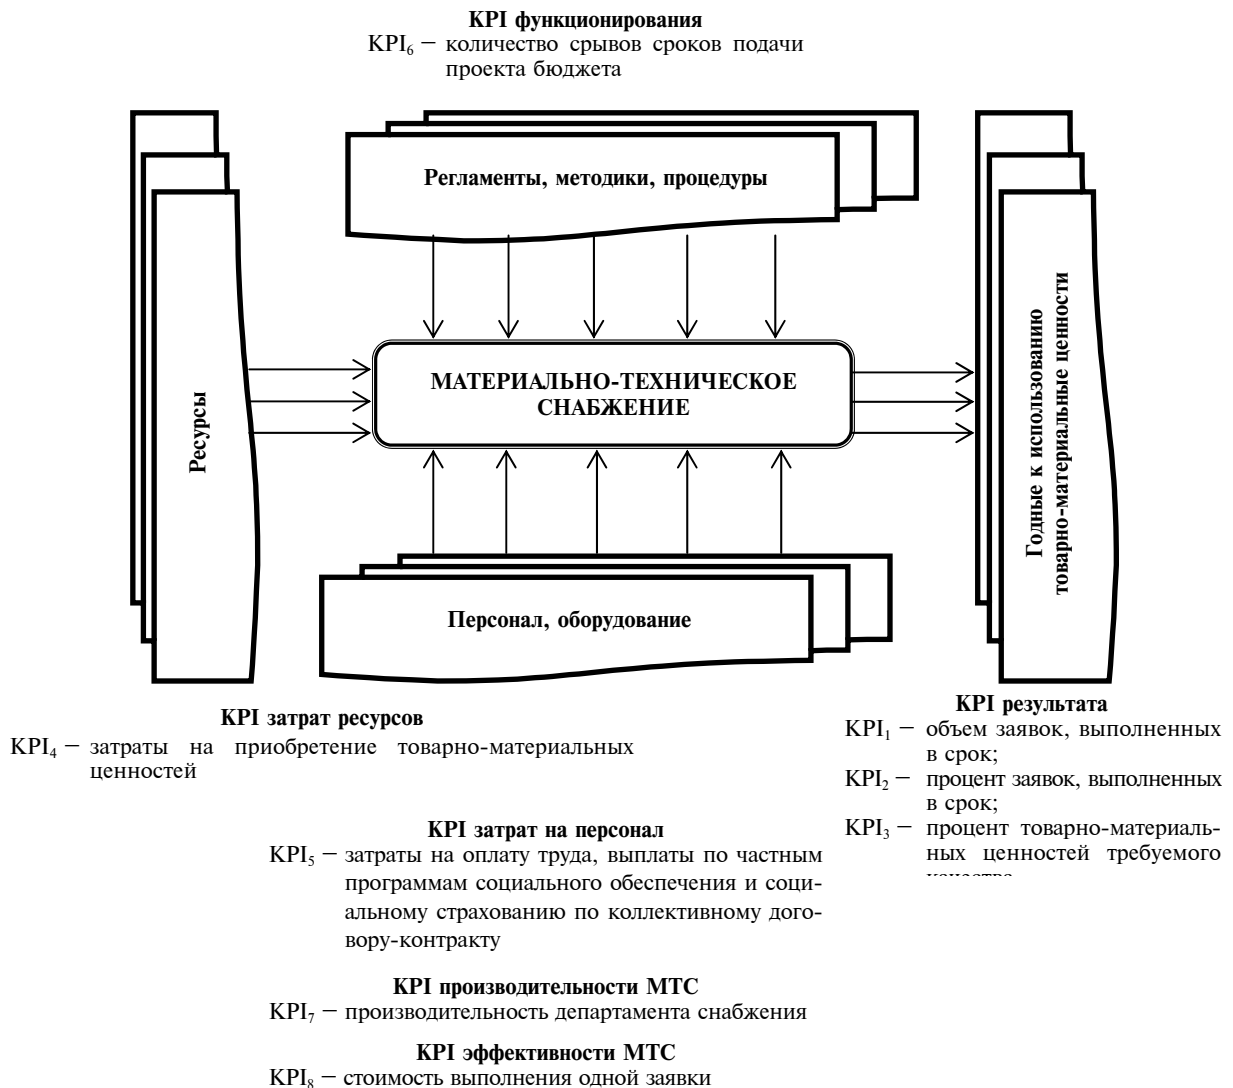 KPI функционирования
KPI₆ — количество срывов сроков подачи
проекта бюджета
Регламенты, методики, процедуры
Ресурсы
МАТЕРИАЛЬНО-ТЕХНИЧЕСКОЕ
СНАБЖЕНИЕ
Годные к использованию
товарно-материальные ценности
Персонал, оборудование
KPI затрат ресурсов
KPI₄ — затраты на приобретение товарно-материальных
ценностей
KPI результата
KPI₁ — объем заявок, выполненных
в срок;
KPI₂ — процент заявок, выполненных
в срок;
KPI₃ — процент товарно-материаль-
ных ценностей требуемого
KPI затрат на персонал
KPI₅ — затраты на оплату труда, выплаты по частным
программам социального обеспечения и соци-
альному страхованию по коллективному дого-
вору-контракту
KPI производительности МТС
KPI₇ — производительность департамента снабжения
KPI эффективности МТС
KPI₈ — стоимость выполнения одной заявки